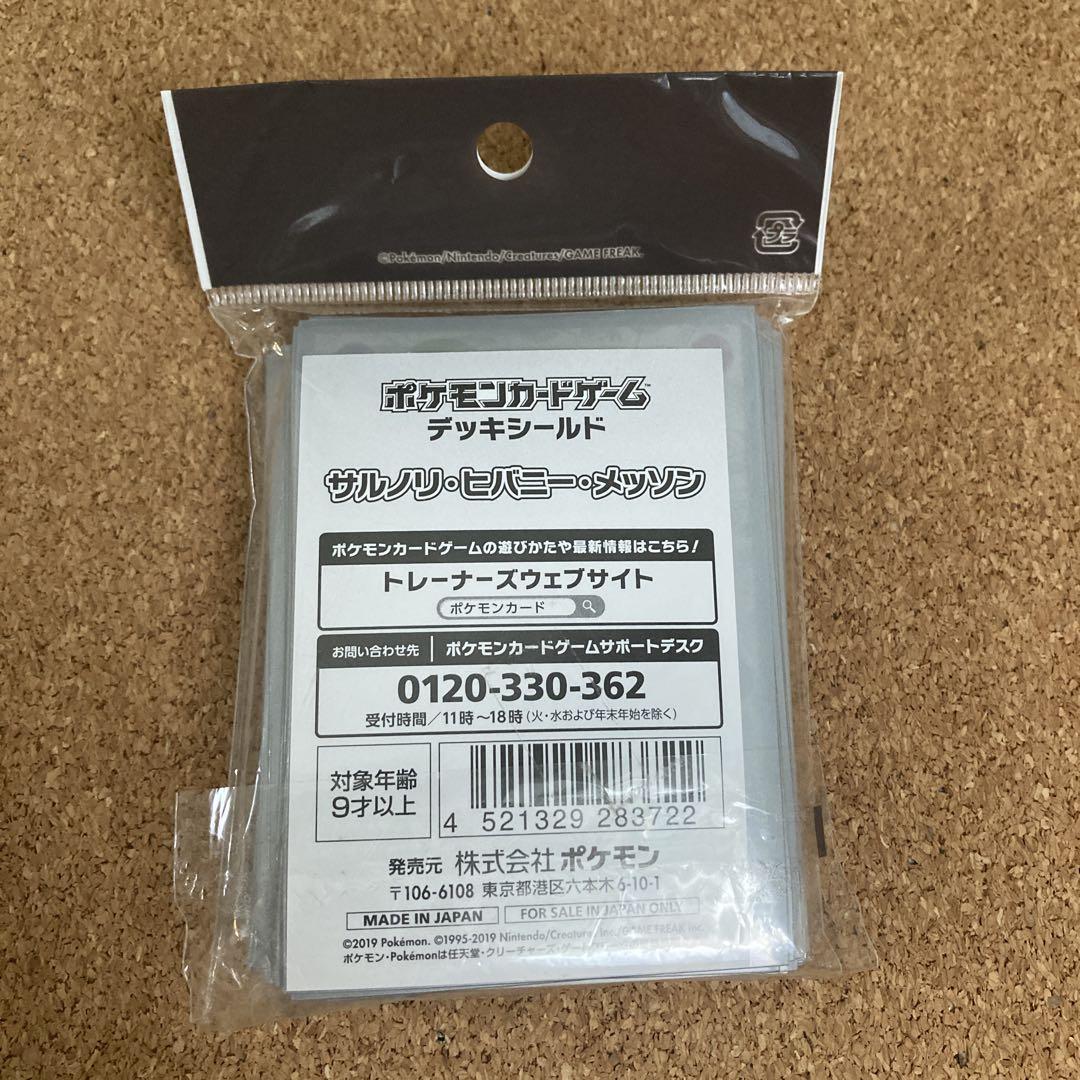 プラ
©Pokémon/Nintendo/Creatures/GAME FREAK.
ポケモンカードゲーム™
デッキシールド
サルノリ・ヒバニー・メッソン
ポケモンカードゲームの遊びかたや最新情報はこちら!
トレーナーズウェブサイト
ポケモンカード
お問い合わせ先 ポケモンカードゲームサポートデスク
0120-330-362
受付時間/11時~18時(火・水および年末年始を除く)
対象年齢
9才以上
4 521329 283722
発売元 株式会社ポケモン
〒106-6108 東京都港区六本木6-10-1
MADE IN JAPAN FOR SALE IN JAPAN ONLY
©2019 Pokémon. ©1995-2019 Nintendo/Creatures Inc./GAME FREAK inc.
ポケモン・Pokémonは任天堂・クリーチャーズ・ゲーム